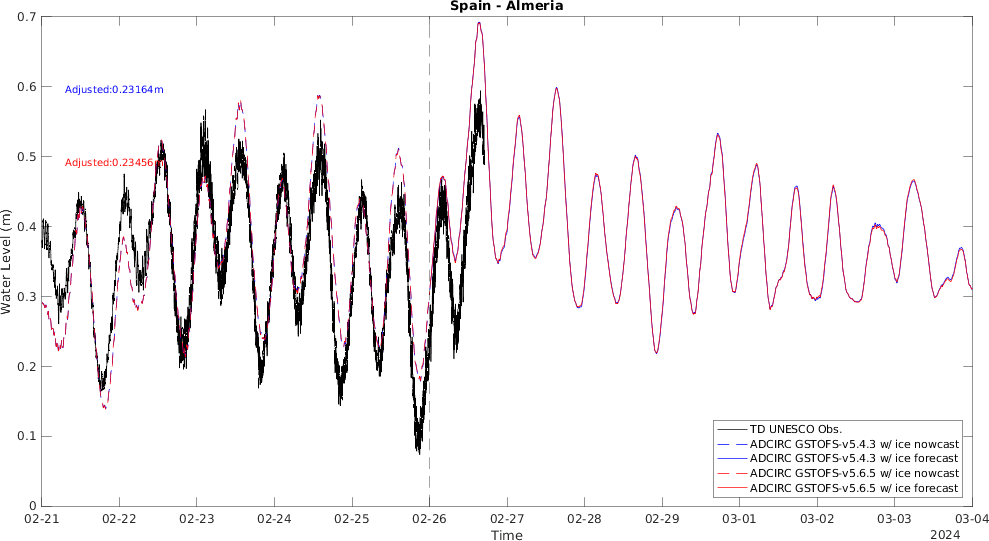 Spain - Almeria
0.7
0.6
0.5
0.4
0.3
0.2
0.1
0
Water Level (m)
Adjusted:0.23164m
Adjusted:0.23456m
TD UNESCO Obs.
ADCIRC GSTOFS-v5.4.3 w/ ice nowcast
ADCIRC GSTOFS-v5.4.3 w/ ice forecast
ADCIRC GSTOFS-v5.6.5 w/ ice nowcast
ADCIRC GSTOFS-v5.6.5 w/ ice forecast
02-21 02-22 02-23 02-24 02-25 02-26 02-27 02-28 02-29 03-01 03-02 03-03 03-04
Time
2024